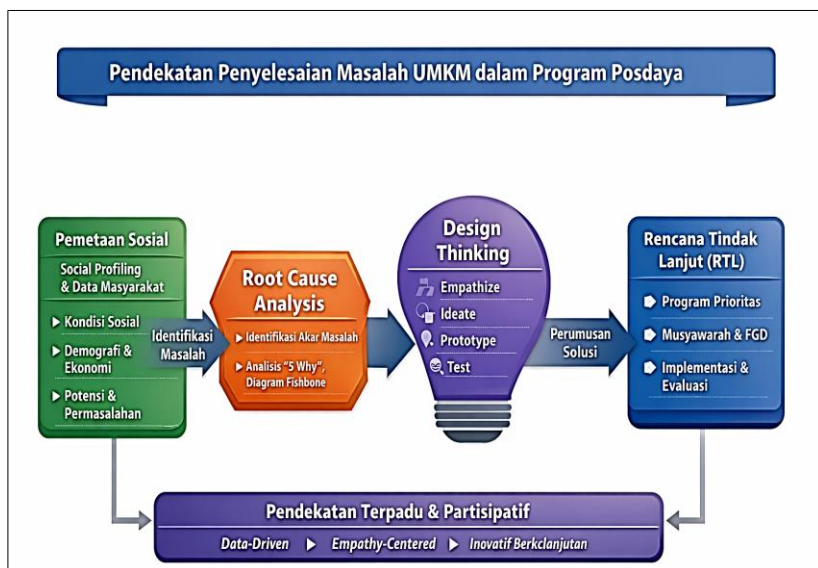 Pendekatan Penyelesaian Masalah UMKM dalam Program Posdaya
Pemetaan Sosial
Social Profiling
& Data Masyarakat
Kondisi Sosial
Demografi &
Ekonomi
Potensi &
Permasalahan
Identifikasi
Masalah
Root Cause
Analysis
Identifikasi Akar Masalah
Analisis "5 Why",
Diagram Fishbone
Design
Thinking
Empathize
Ideate
Prototype
Test
Perumusan
Solusi
Rencana Tindak
Lanjut (RTL)
Program Prioritas
Musyawarah & FGD
Implementasi &
Evaluasi
Pendekatan Terpadu & Partisipatif
Data-Driven ▶ Empathy-Centered ▶ Inovatif Berkclanjutan